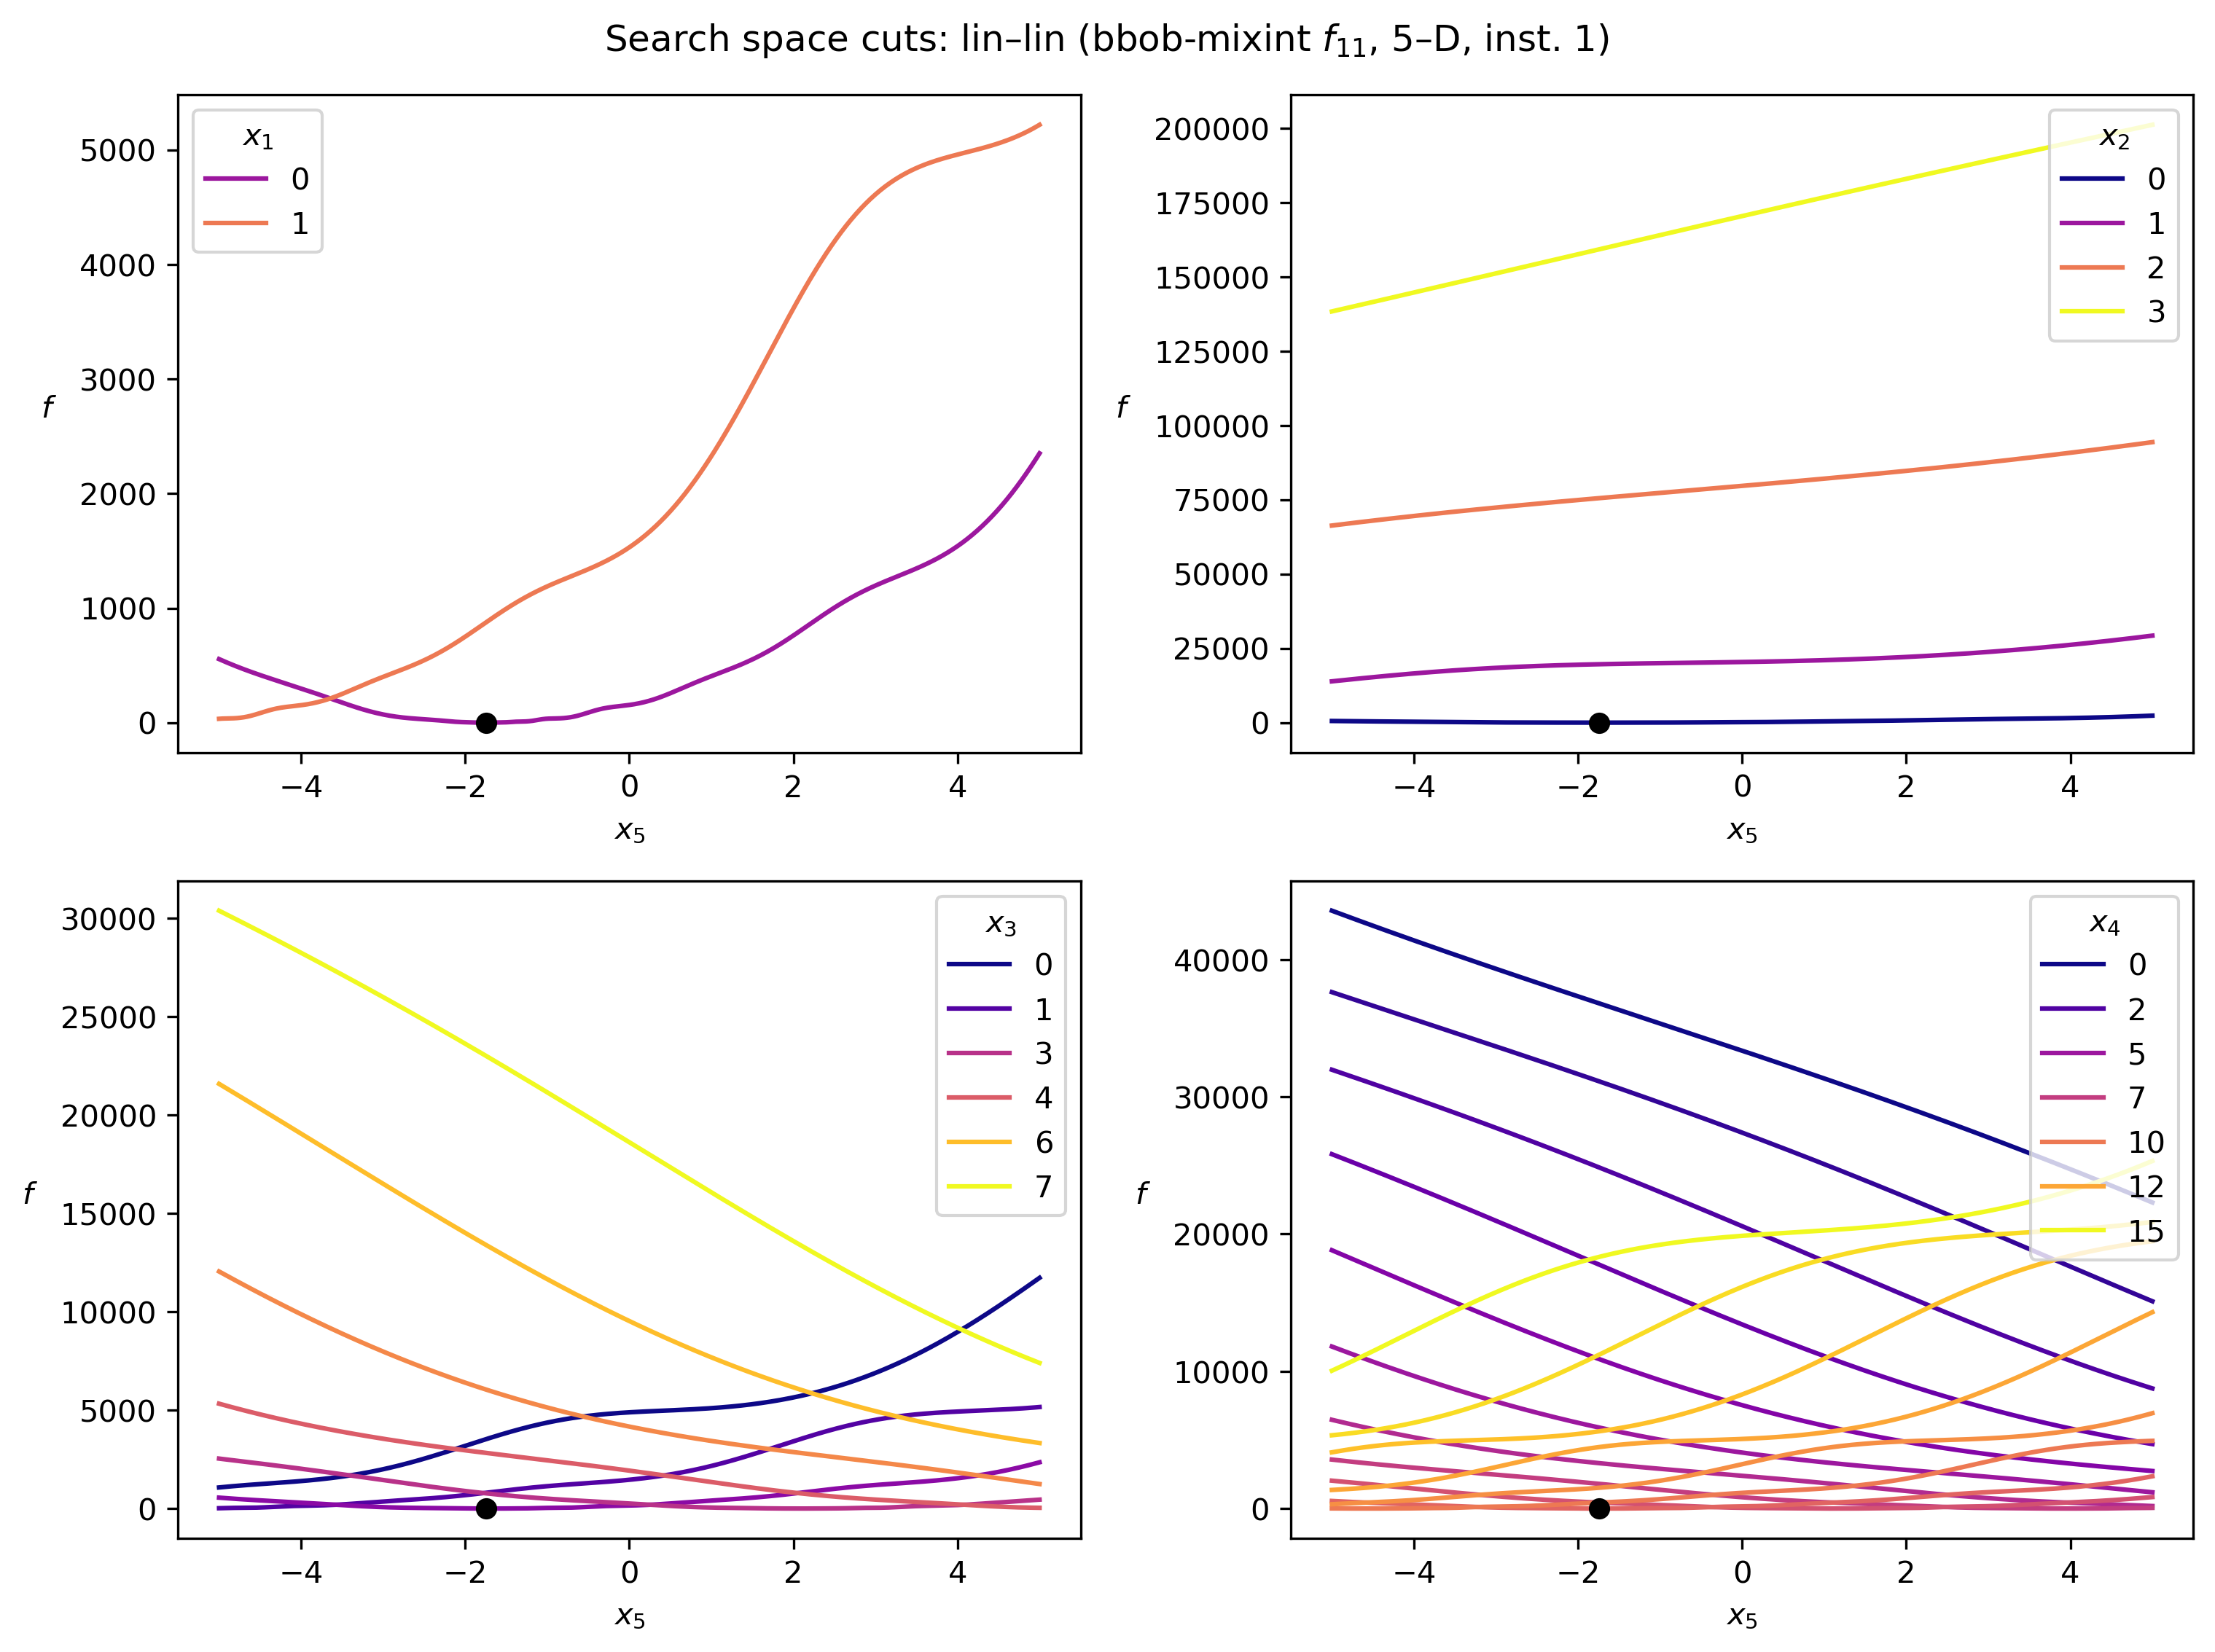 Search space cuts: lin–lin (bbob-mixint f₁₁, 5–D, inst. 1)
x₁
0
1
5000
4000
3000
2000
1000
0
f
−4 −2 0 2 4
x₅
x₂
0
1
2
3
200000
175000
150000
125000
100000
75000
50000
25000
0
f
−4 −2 0 2 4
x₅
x₃
0
1
3
4
6
7
30000
25000
20000
15000
10000
5000
0
f
−4 −2 0 2 4
x₅
x₄
0
2
5
7
10
12
15
40000
30000
20000
10000
0
f
−4 −2 0 2 4
x₅